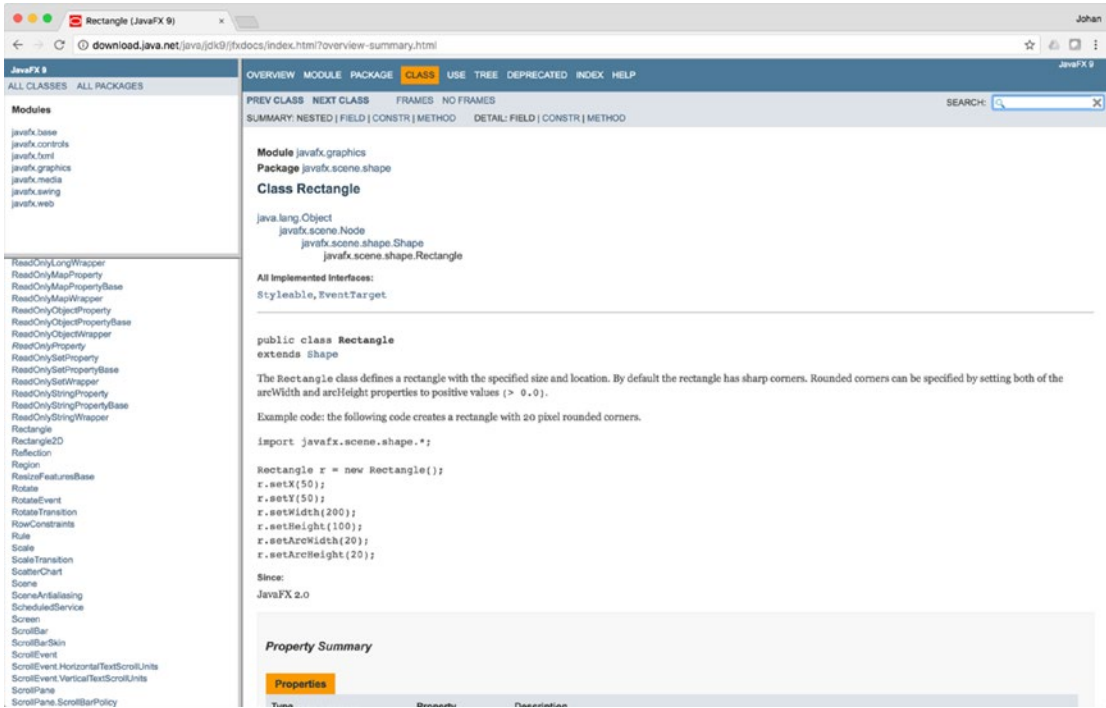 Rectangle (JavaFX 9)
Johan
download.java.net/java/jdk9/jfxdocs/index.html?overview-summary.html
JavaFX 9
ALL CLASSES ALL PACKAGES
Modules
javafx.base
javafx.controls
javafx.fxml
javafx.graphics
javafx.media
javafx.swing
javafx.web
ReadOnlyLongWrapper
ReadOnlyMapProperty
ReadOnlyMapPropertyBase
ReadOnlyMapWrapper
ReadOnlyObjectProperty
ReadOnlyObjectPropertyBase
ReadOnlyObjectWrapper
ReadOnlyProperty
ReadOnlySetProperty
ReadOnlySetPropertyBase
ReadOnlySetWrapper
ReadOnlyStringProperty
ReadOnlyStringPropertyBase
ReadOnlyStringWrapper
Rectangle
Rectangle2D
Reflection
Region
ResizeFeaturesBase
Rotate
RotateEvent
RotateTransition
RowConstraints
Rule
Scale
ScaleTransition
ScatterChart
Scene
SceneAntialiasing
ScheduledService
Screen
ScrollBar
ScrollBarSkin
ScrollEvent
ScrollEvent.HorizontalTextScrollUnits
ScrollEvent.VerticalTextScrollUnits
ScrollPane
ScrollPane.ScrollBarPolicy
OVERVIEW MODULE PACKAGE CLASS USE TREE DEPRECATED INDEX HELP
JavaFX 9
PREV CLASS NEXT CLASS FRAMES NO FRAMES
SEARCH:
SUMMARY: NESTED | FIELD | CONSTR | METHOD DETAIL: FIELD | CONSTR | METHOD
Module javafx.graphics
Package javafx.scene.shape
Class Rectangle
java.lang.Object
javafx.scene.Node
javafx.scene.shape.Shape
javafx.scene.shape.Rectangle
All Implemented Interfaces:
Styleable, EventTarget
public class Rectangle
extends Shape
The Rectangle class defines a rectangle with the specified size and location. By default the rectangle has sharp corners. Rounded corners can be specified by setting both of the
arcWidth and arcHeight properties to positive values (> 0.0).
Example code: the following code creates a rectangle with 20 pixel rounded corners.
import javafx.scene.shape.*;
Rectangle r = new Rectangle();
r.setX(50);
r.setY(50);
r.setWidth(200);
r.setHeight(100);
r.setArcWidth(20);
r.setArcHeight(20);
Since:
JavaFX 2.0
Property Summary
Properties
Type Property Description